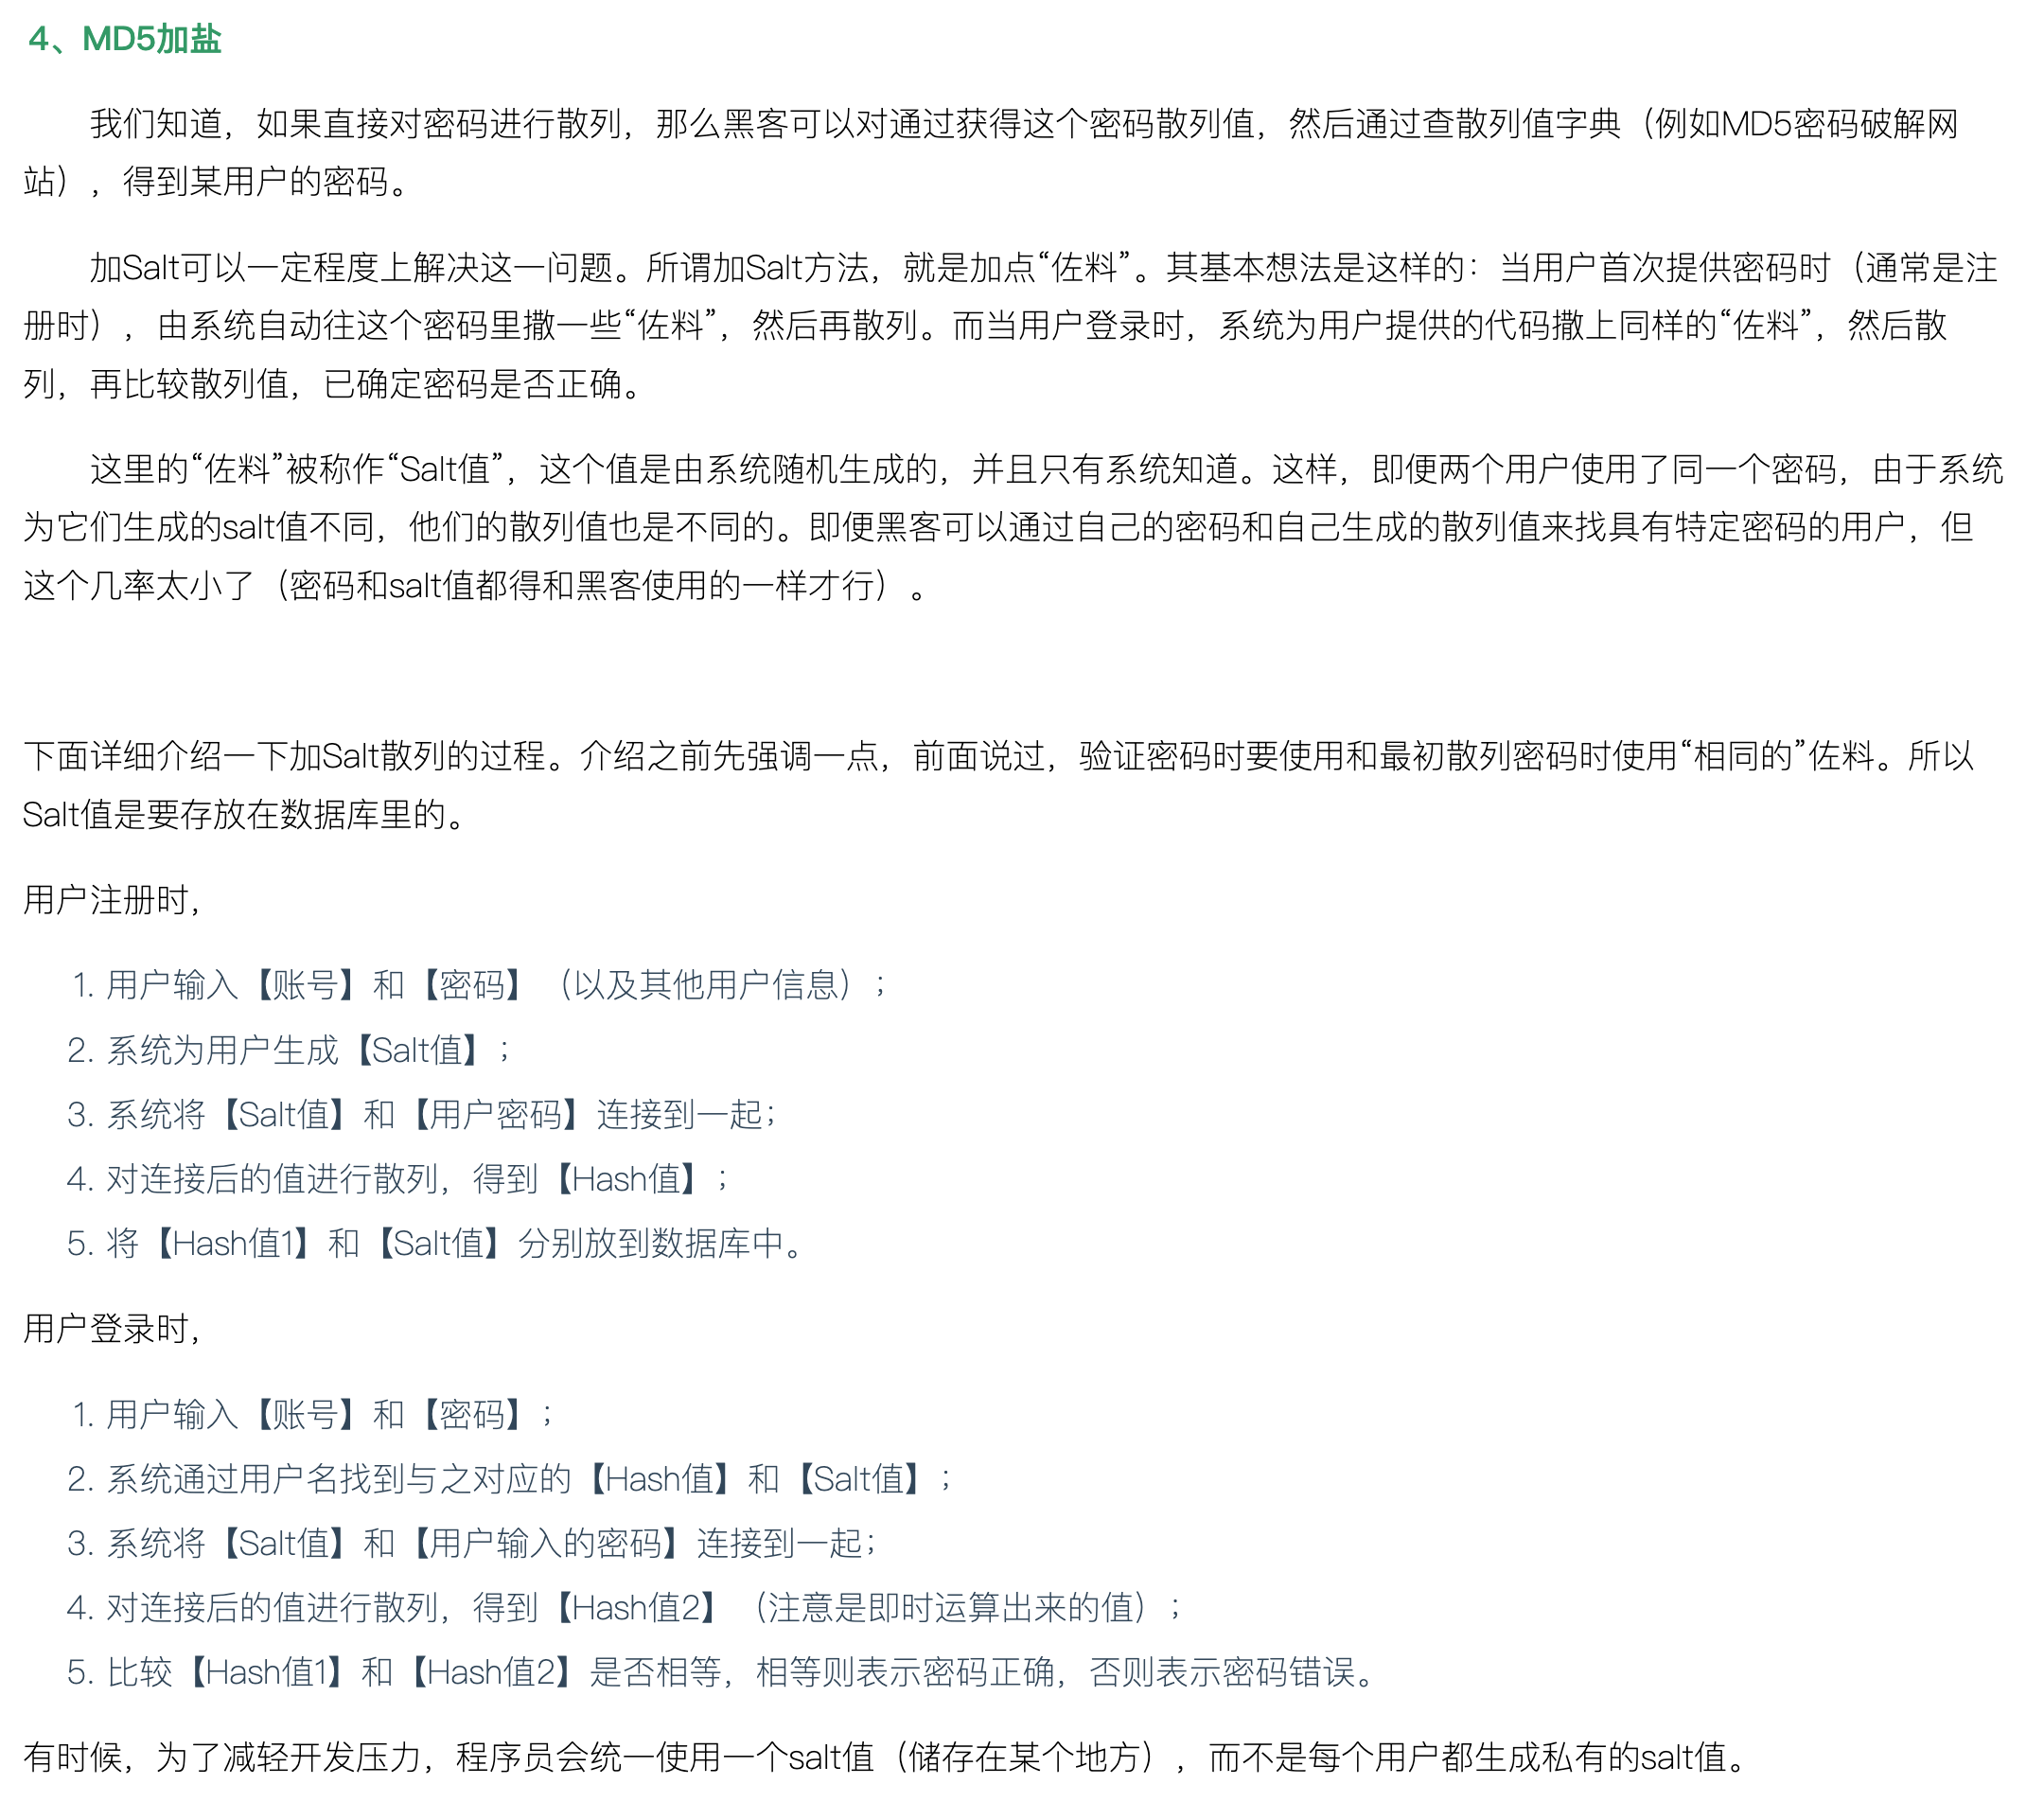 4、MD5加盐
我们知道，如果直接对密码进行散列，那么黑客可以对通过获得这个密码散列值，然后通过查散列值字典（例如MD5密码破解网
站），得到某用户的密码。
加Salt可以一定程度上解决这一问题。所谓加Salt方法，就是加点“佐料”。其基本想法是这样的：当用户首次提供密码时（通常是注
册时），由系统自动往这个密码里撒一些“佐料”，然后再散列。而当用户登录时，系统为用户提供的代码撒上同样的“佐料”，然后散
列，再比较散列值，已确定密码是否正确。
这里的“佐料”被称作“Salt值”，这个值是由系统随机生成的，并且只有系统知道。这样，即便两个用户使用了同一个密码，由于系统
为它们生成的salt值不同，他们的散列值也是不同的。即便黑客可以通过自己的密码和自己生成的散列值来找具有特定密码的用户，但
这个几率太小了（密码和salt值都得和黑客使用的一样才行）。
下面详细介绍一下加Salt散列的过程。介绍之前先强调一点，前面说过，验证密码时要使用和最初散列密码时使用“相同的”佐料。所以
Salt值是要存放在数据库里的。
用户注册时，
1. 用户输入【账号】和【密码】（以及其他用户信息）；
2. 系统为用户生成【Salt值】；
3. 系统将【Salt值】和【用户密码】连接到一起；
4. 对连接后的值进行散列，得到【Hash值】；
5. 将【Hash值1】和【Salt值】分别放到数据库中。
用户登录时，
1. 用户输入【账号】和【密码】；
2. 系统通过用户名找到与之对应的【Hash值】和【Salt值】；
3. 系统将【Salt值】和【用户输入的密码】连接到一起；
4. 对连接后的值进行散列，得到【Hash值2】（注意是即时运算出来的值）；
5. 比较【Hash值1】和【Hash值2】是否相等，相等则表示密码正确，否则表示密码错误。
有时候，为了减轻开发压力，程序员会统一使用一个salt值（储存在某个地方），而不是每个用户都生成私有的salt值。